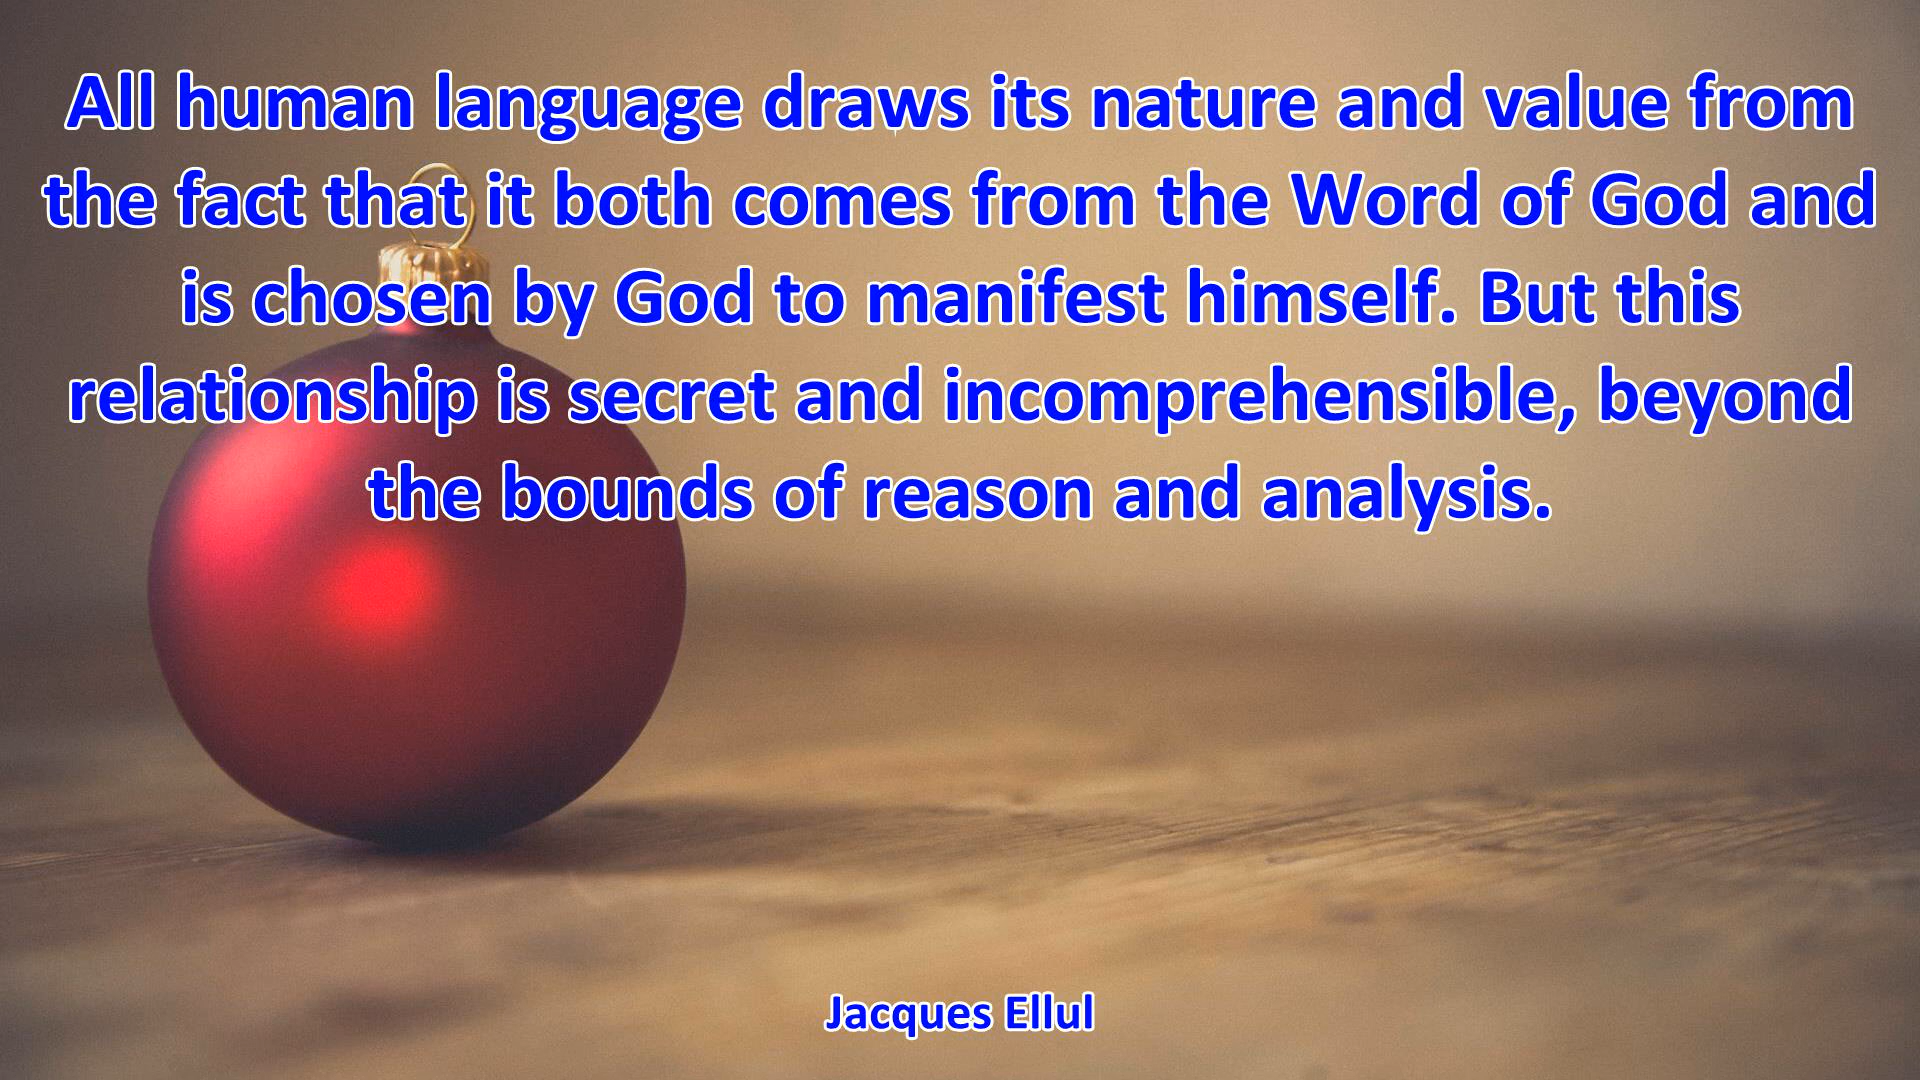 All human language draws its nature and value from
the fact that it both comes from the Word of God and
is chosen by God to manifest himself. But this
relationship is secret and incomprehensible, beyond
the bounds of reason and analysis.
Jacques Ellul